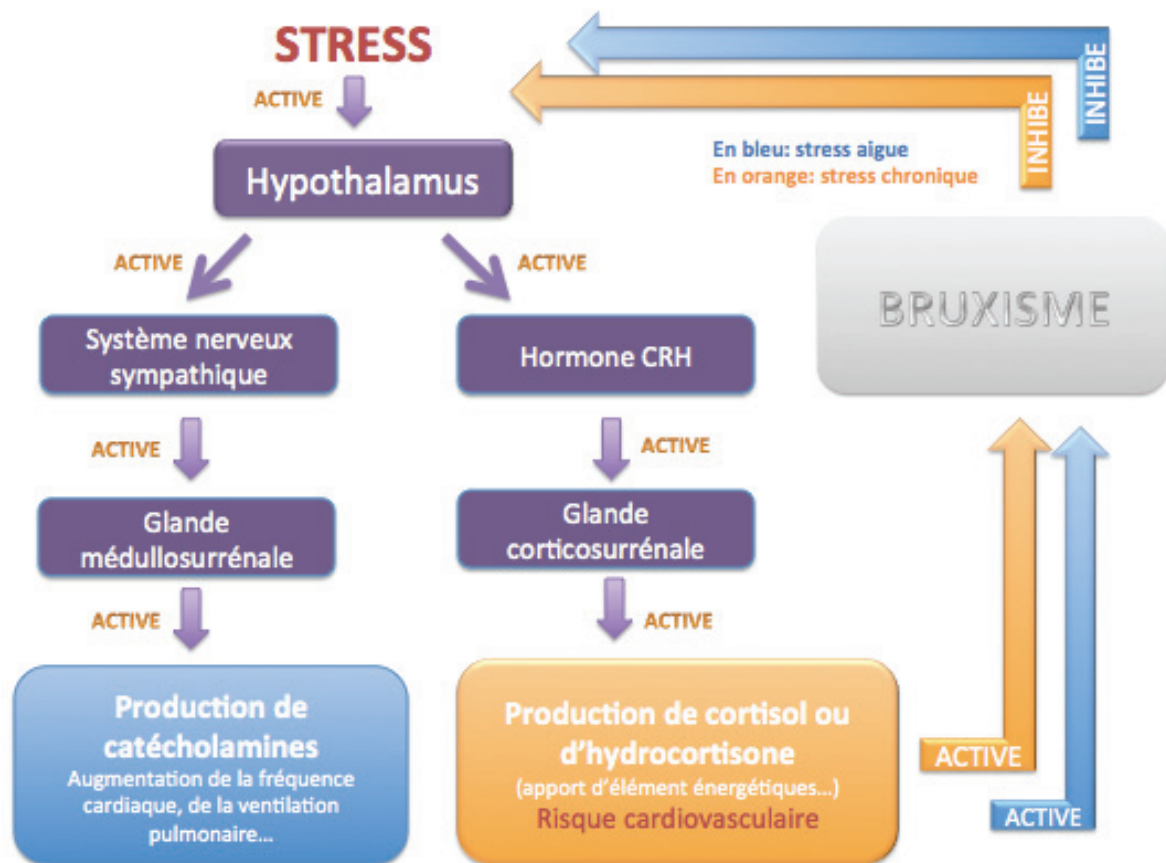 STRESS
ACTIVE
INHIBE
INHIBE
En bleu: stress aigue
En orange: stress chronique
Hypothalamus
ACTIVE
ACTIVE
BRUXISME
Système nerveux
sympathique
Hormone CRH
ACTIVE
ACTIVE
Glande
médullosurrénale
Glande
corticosurrénale
ACTIVE
ACTIVE
Production de
catécholamines
Augmentation de la fréquence
cardiaque, de la ventilation
pulmonaire...
Production de cortisol ou
d'hydrocortisone
(apport d'élément énergétiques...)
Risque cardiovasculaire
ACTIVE
ACTIVE